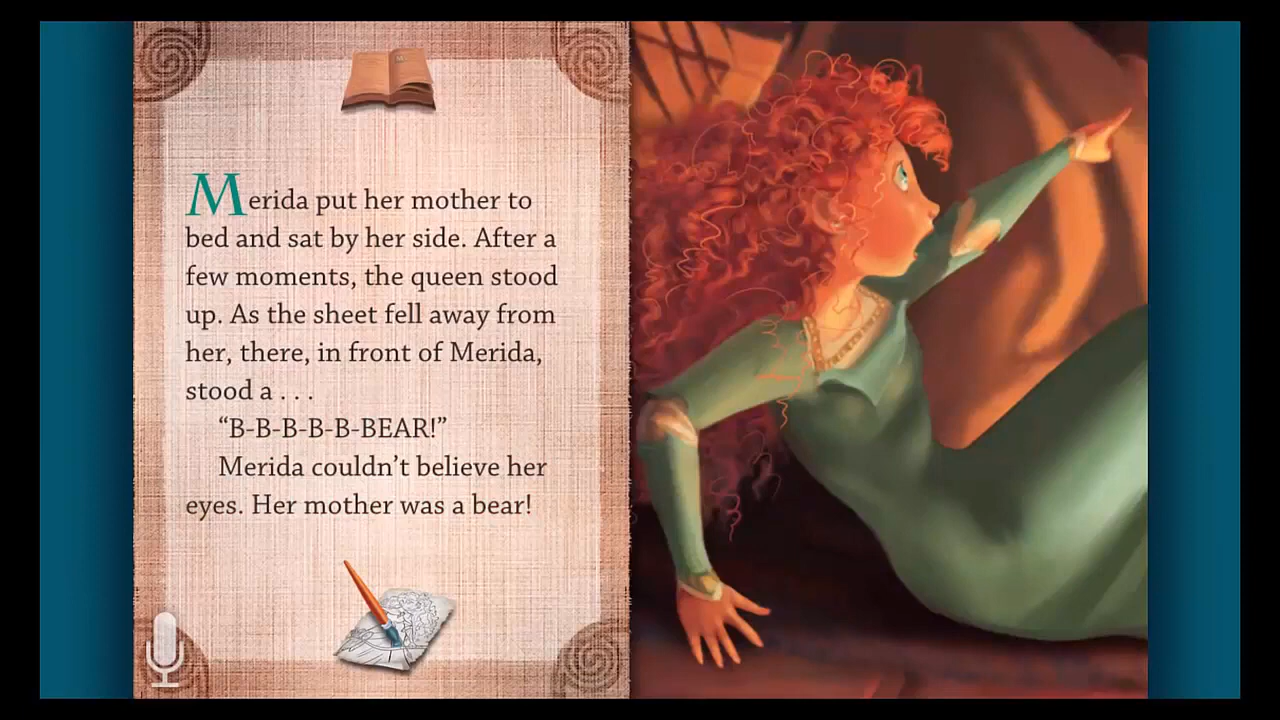 Merida put her mother to
bed and sat by her side. After a
few moments, the queen stood
up. As the sheet fell away from
her, there, in front of Merida,
stood a . . .
“B-B-B-B-B-BEAR!”
Merida couldn’t believe her
eyes. Her mother was a bear!